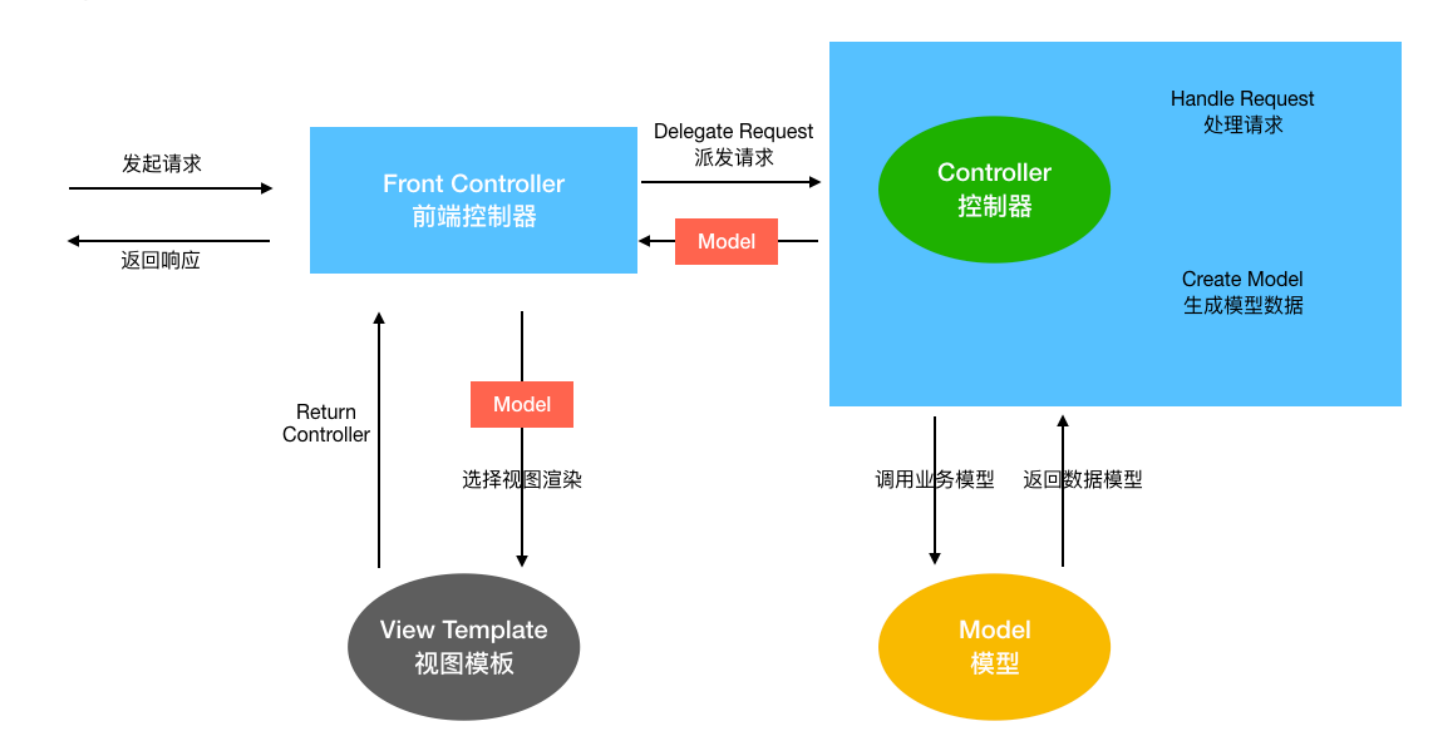 发起请求
返回响应
Front Controller
前端控制器
Delegate Request
派发请求
Model
Controller
控制器
Handle Request
处理请求
Create Model
生成模型数据
Return
Controller
Model
选择视图渲染
调用业务模型
返回数据模型
View Template
视图模板
Model
模型